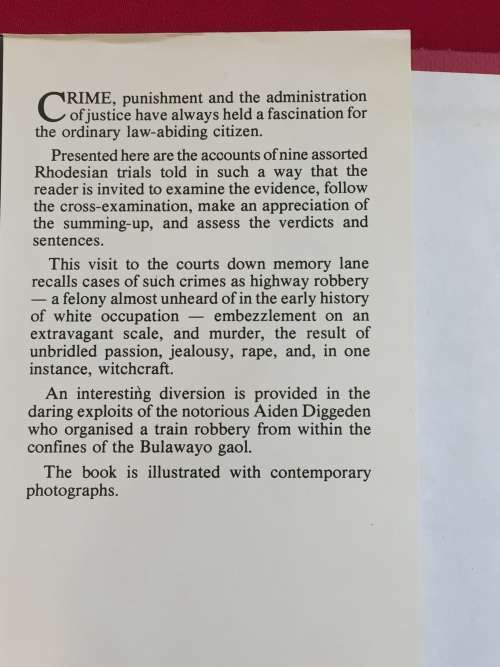 CRIME, punishment and the administration
of justice have always held a fascination for
the ordinary law-abiding citizen.
Presented here are the accounts of nine assorted
Rhodesian trials told in such a way that the
reader is invited to examine the evidence, follow
the cross-examination, make an appreciation of
the summing-up, and assess the verdicts and
sentences.
This visit to the courts down memory lane
recalls cases of such crimes as highway robbery
— a felony almost unheard of in the early history
of white occupation — embezzlement on an
extravagant scale, and murder, the result of
unbridled passion, jealousy, rape, and, in one
instance, witchcraft.
An interesting diversion is provided in the
daring exploits of the notorious Aiden Diggeden
who organised a train robbery from within the
confines of the Bulawayo gaol.
The book is illustrated with contemporary
photographs.